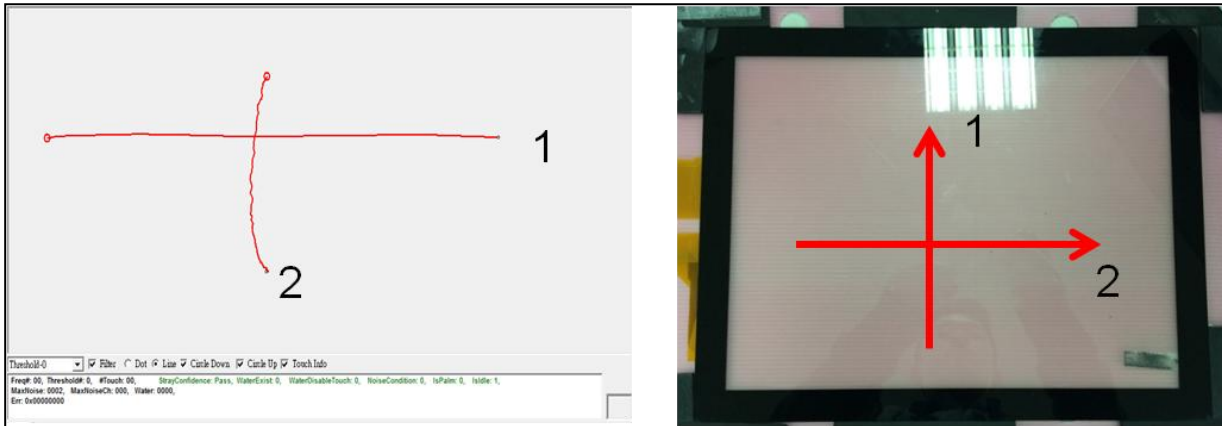 1
2
Threshold-0 Filter Dot Line Circle Down Circle Up Touch Info
Freq#: 00, Threshold#: 0, #Touch: 00, StrayConfidence: Pass, WaterExist: 0, WaterDisableTouch: 0, NoiseCondition: 0, IsPalm: 0, IsIdle: 1,
MaxNoise: 0002, MaxNoiseCh: 000, Water: 0000,
Err: 0x00000000
1
2